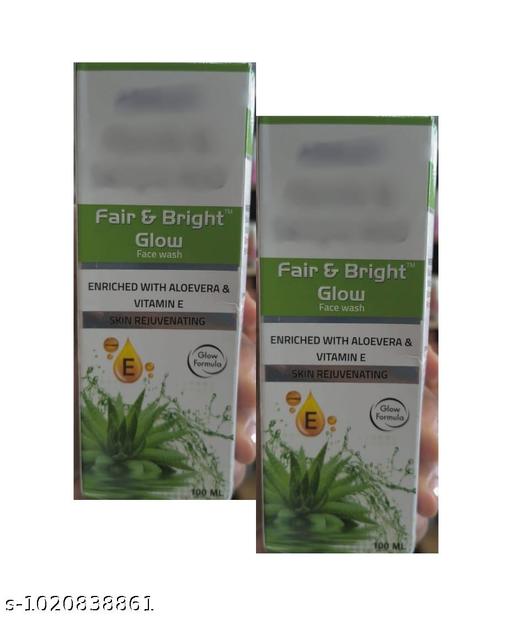 Fair & Bright™
Glow
Face wash
ENRICHED WITH ALOEVERA &
VITAMIN E
SKIN REJUVENATING
E
Glow
Formula
100 ML
Fair & Bright™
Glow
Face wash
ENRICHED WITH ALOEVERA &
VITAMIN E
SKIN REJUVENATING
E
Glow
Formula
100 ML
s-1020838861